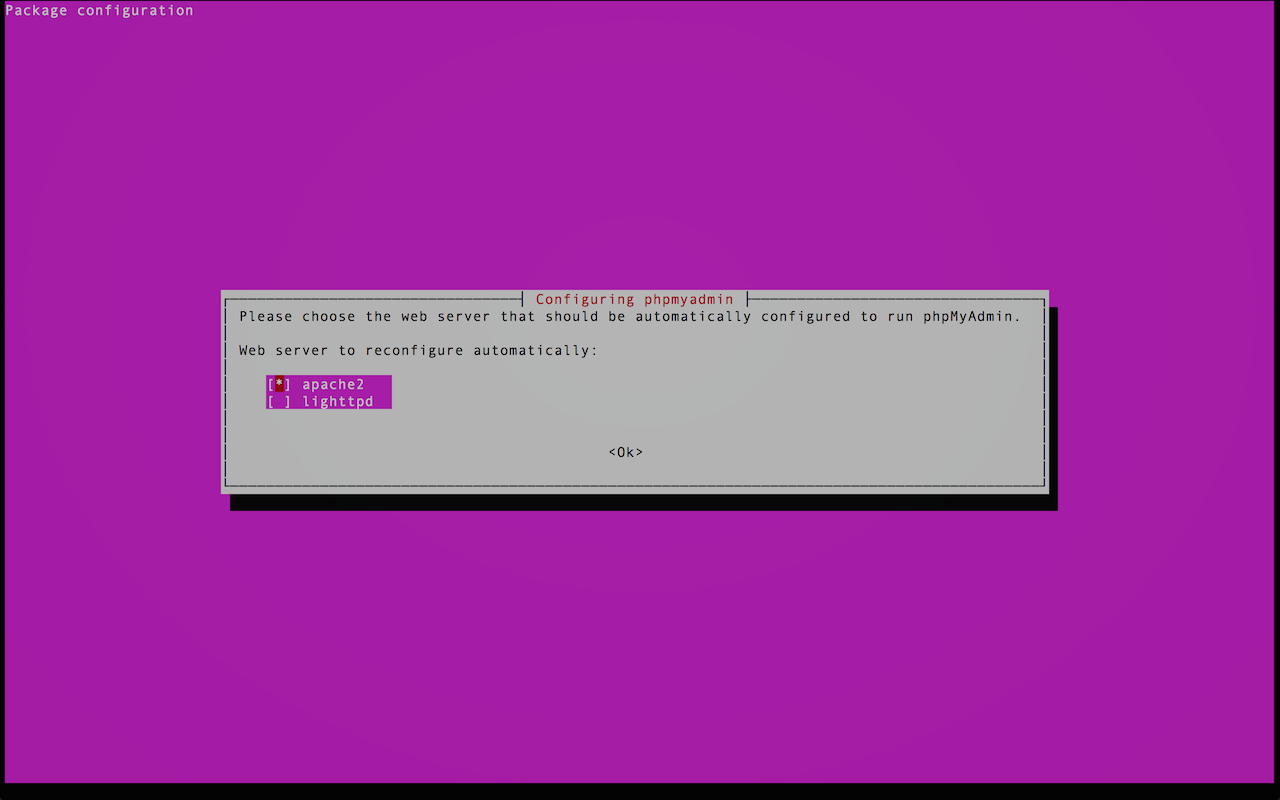 Package configuration
Configuring phpmyadmin
Please choose the web server that should be automatically configured to run phpMyAdmin.
Web server to reconfigure automatically:
[*] apache2
[ ] lighttpd
<Ok>